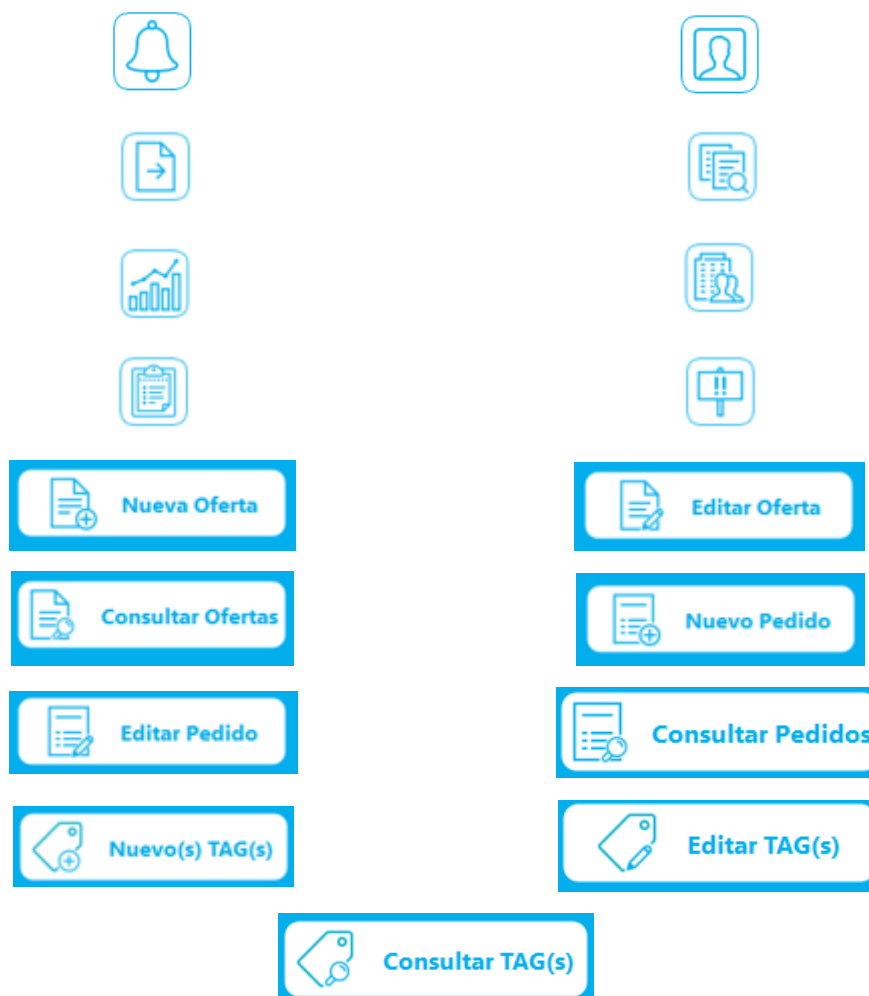 Nueva Oferta
Editar Oferta
Consultar Ofertas
Nuevo Pedido
Editar Pedido
Consultar Pedidos
Nuevo(s) TAG(s)
Editar TAG(s)
Consultar TAG(s)